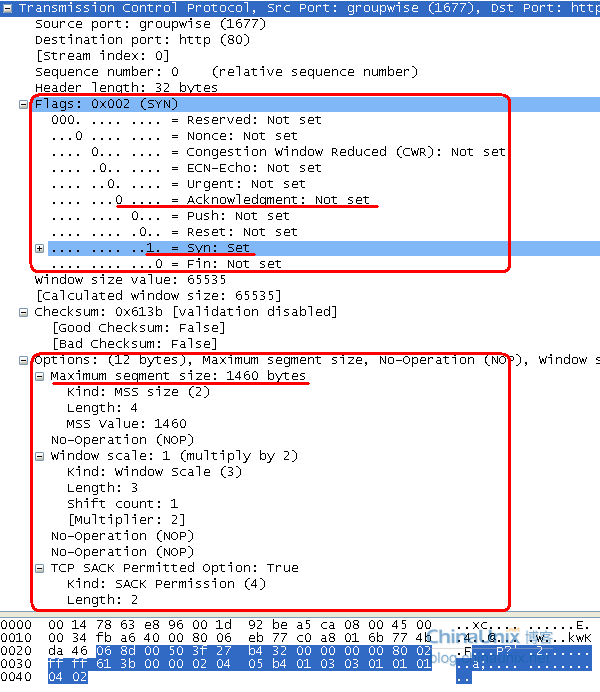 Transmission Control Protocol, Src Port: groupwise (1677), Dst Port: http
Source port: groupwise (1677)
Destination port: http (80)
[Stream index: 0]
Sequence number: 0 (relative sequence number)
Header length: 32 bytes
Flags: 0x002 (SYN)
000. .... .... = Reserved: Not set
...0 .... .... = Nonce: Not set
.... 0... .... = Congestion Window Reduced (CWR): Not set
.... .0.. .... = ECN-Echo: Not set
.... ..0. .... = Urgent: Not set
.... ...0 .... = Acknowledgment: Not set
.... .... 0... = Push: Not set
.... .... .0.. = Reset: Not set
.... .... ..1. = Syn: Set
.... .... ...0 = Fin: Not set
Window size value: 65535
[Calculated window size: 65535]
Checksum: 0x613b [validation disabled]
[Good Checksum: False]
[Bad Checksum: False]
Options: (12 bytes), Maximum segment size, No-Operation (NOP), Window s
Maximum segment size: 1460 bytes
Kind: MSS size (2)
Length: 4
MSS Value: 1460
No-Operation (NOP)
Window scale: 1 (multiply by 2)
Kind: Window Scale (3)
Length: 3
Shift count: 1
[Multiplier: 2]
No-Operation (NOP)
No-Operation (NOP)
TCP SACK Permitted Option: True
Kind: SACK Permission (4)
Length: 2
0000 00 14 78 63 e8 96 00 1d 92 be a5 ca 08 00 45 00 ..xc.... ......E.
0010 00 34 fb a6 40 00 80 06 eb 77 c0 a8 01 6b 77 4b .4..@... .w...kwK
0020 da 46 06 8d 00 50 3f 27 b4 32 00 00 00 00 80 02 .F...P?' .2......
0030 ff ff 61 3b 00 00 02 04 05 b4 01 03 03 01 01 01 ..a;.... ........
0040 04 02 ..
ChinaUnix 博客